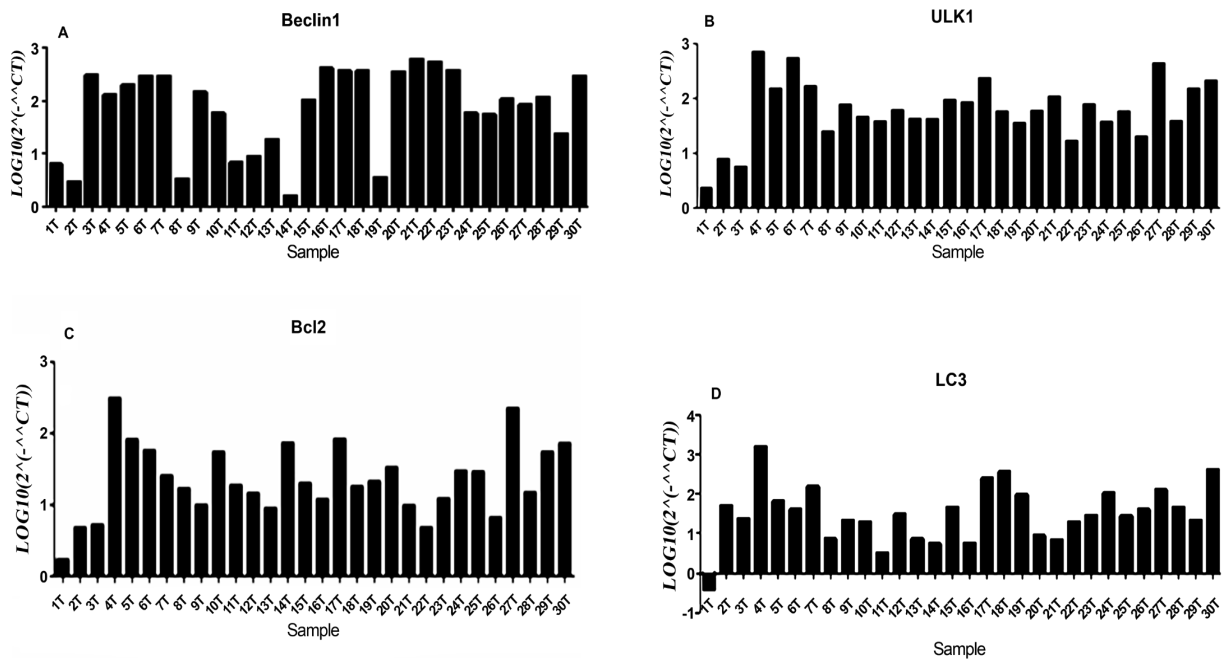 Beclin1
A
LOG10(2^(-^^CT))
3
2
1
0
1T 2T 3T 4T 5T 6T 7T 8T 9T 10T 11T 12T 13T 14T 15T 16T 17T 18T 19T 20T 21T 22T 23T 24T 25T 26T 27T 28T 29T 30T
Sample
ULK1
B
LOG10(2^(-^^CT))
3
2
1
0
1T 2T 3T 4T 5T 6T 7T 8T 9T 10T 11T 12T 13T 14T 15T 16T 17T 18T 19T 20T 21T 22T 23T 24T 25T 26T 27T 28T 29T 30T
Sample
Bcl2
C
LOG10(2^(-^^CT))
3
2
1
0
1T 2T 3T 4T 5T 6T 7T 8T 9T 10T 11T 12T 13T 14T 15T 16T 17T 18T 19T 20T 21T 22T 23T 24T 25T 26T 27T 28T 29T 30T
Sample
LC3
D
LOG10(2^(-^^CT))
4
3
2
1
0
-1
1T 2T 3T 4T 5T 6T 7T 8T 9T 10T 11T 12T 13T 14T 15T 16T 17T 18T 19T 20T 21T 22T 23T 24T 25T 26T 27T 28T 29T 30T
Sample